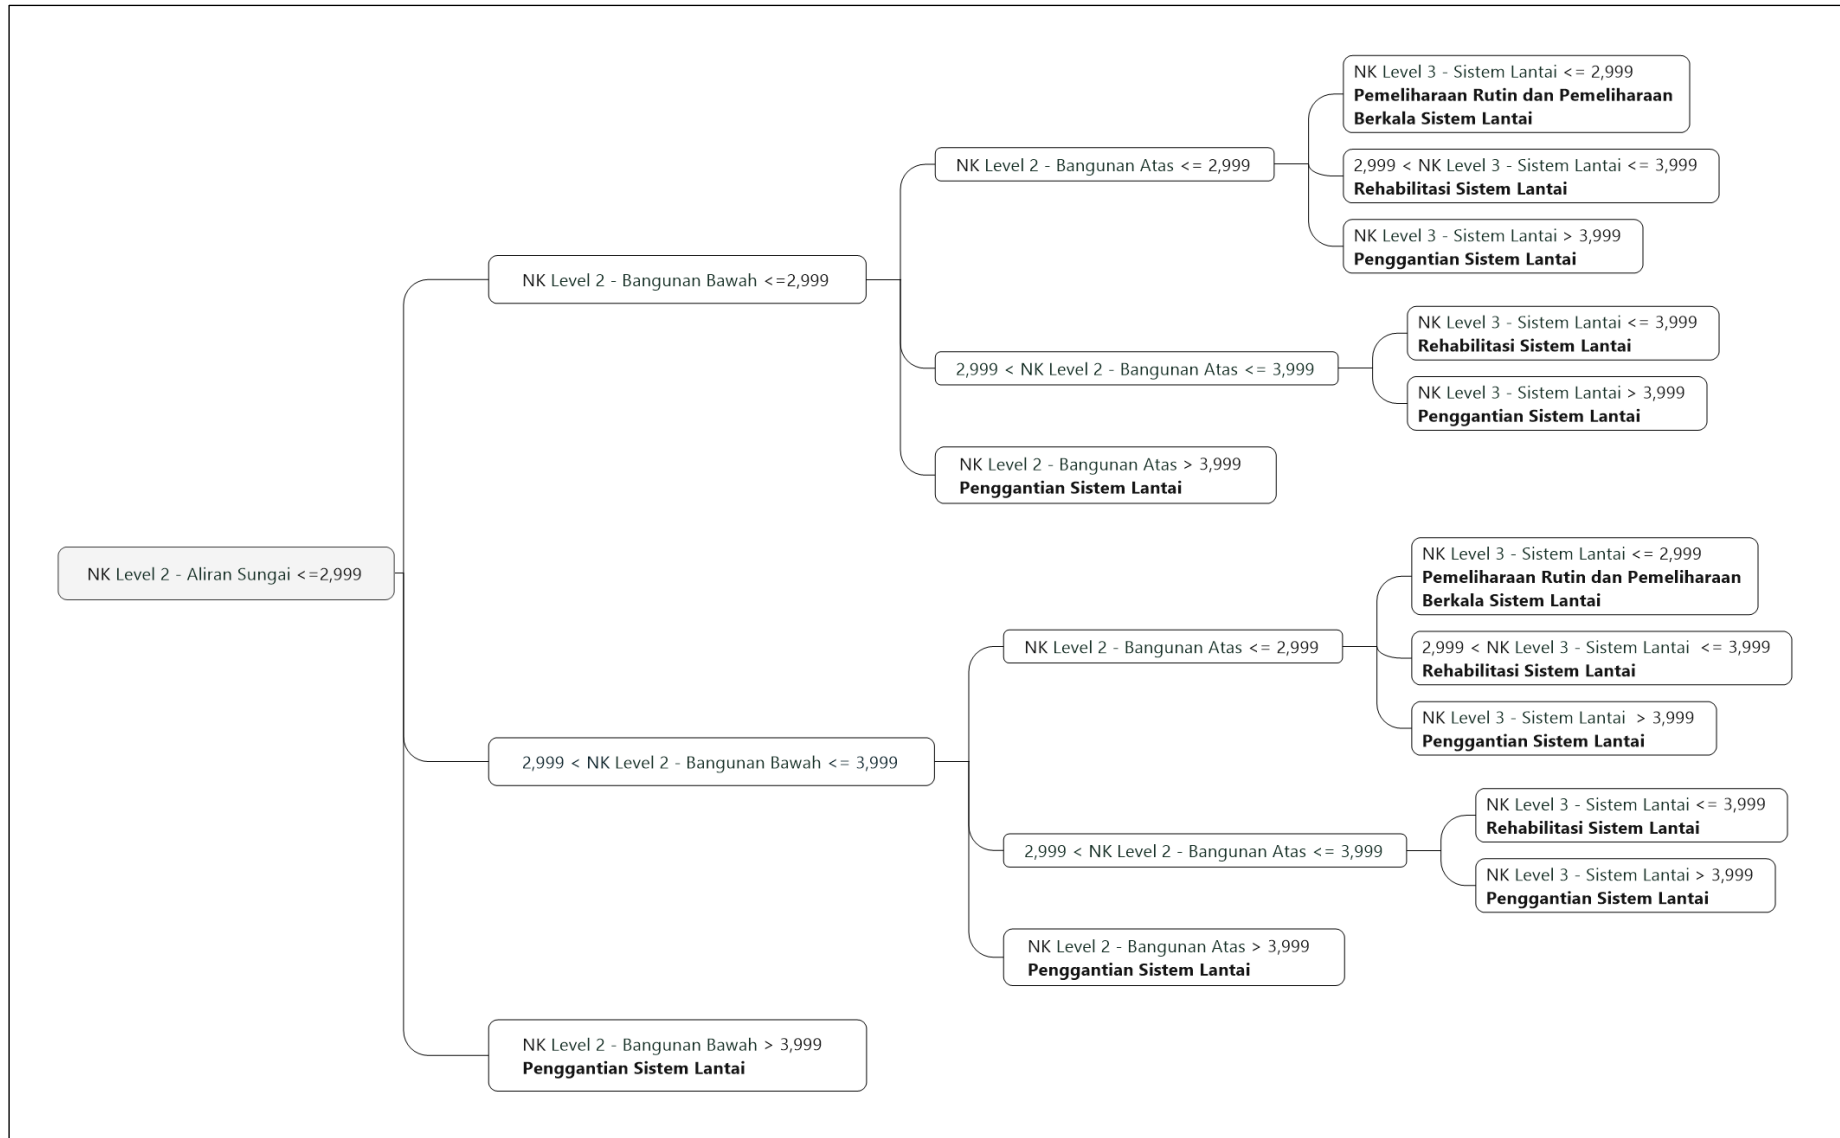 NK Level 2 - Aliran Sungai <=2,999
NK Level 2 - Bangunan Bawah <=2,999
NK Level 2 - Bangunan Atas <= 2,999
NK Level 3 - Sistem Lantai <= 2,999
Pemeliharaan Rutin dan Pemeliharaan
Berkala Sistem Lantai
2,999 < NK Level 3 - Sistem Lantai <= 3,999
Rehabilitasi Sistem Lantai
NK Level 3 - Sistem Lantai > 3,999
Penggantian Sistem Lantai
2,999 < NK Level 2 - Bangunan Atas <= 3,999
NK Level 3 - Sistem Lantai <= 3,999
Rehabilitasi Sistem Lantai
NK Level 3 - Sistem Lantai > 3,999
Penggantian Sistem Lantai
NK Level 2 - Bangunan Atas > 3,999
Penggantian Sistem Lantai
2,999 < NK Level 2 - Bangunan Bawah <= 3,999
NK Level 2 - Bangunan Atas <= 2,999
NK Level 3 - Sistem Lantai <= 2,999
Pemeliharaan Rutin dan Pemeliharaan
Berkala Sistem Lantai
2,999 < NK Level 3 - Sistem Lantai <= 3,999
Rehabilitasi Sistem Lantai
NK Level 3 - Sistem Lantai > 3,999
Penggantian Sistem Lantai
2,999 < NK Level 2 - Bangunan Atas <= 3,999
NK Level 3 - Sistem Lantai <= 3,999
Rehabilitasi Sistem Lantai
NK Level 3 - Sistem Lantai > 3,999
Penggantian Sistem Lantai
NK Level 2 - Bangunan Atas > 3,999
Penggantian Sistem Lantai
NK Level 2 - Bangunan Bawah > 3,999
Penggantian Sistem Lantai